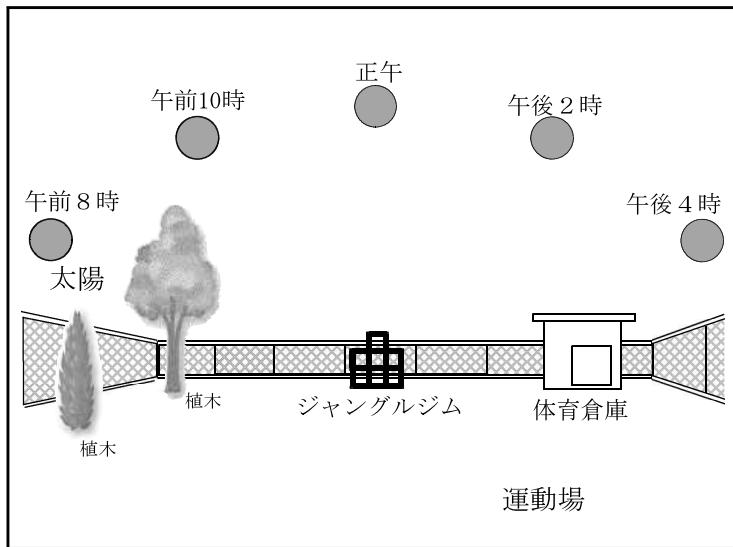 正午
午前10時
午後２時
午前８時
午後４時
太陽
植木
ジャングルジム
体育倉庫
植木
運動場